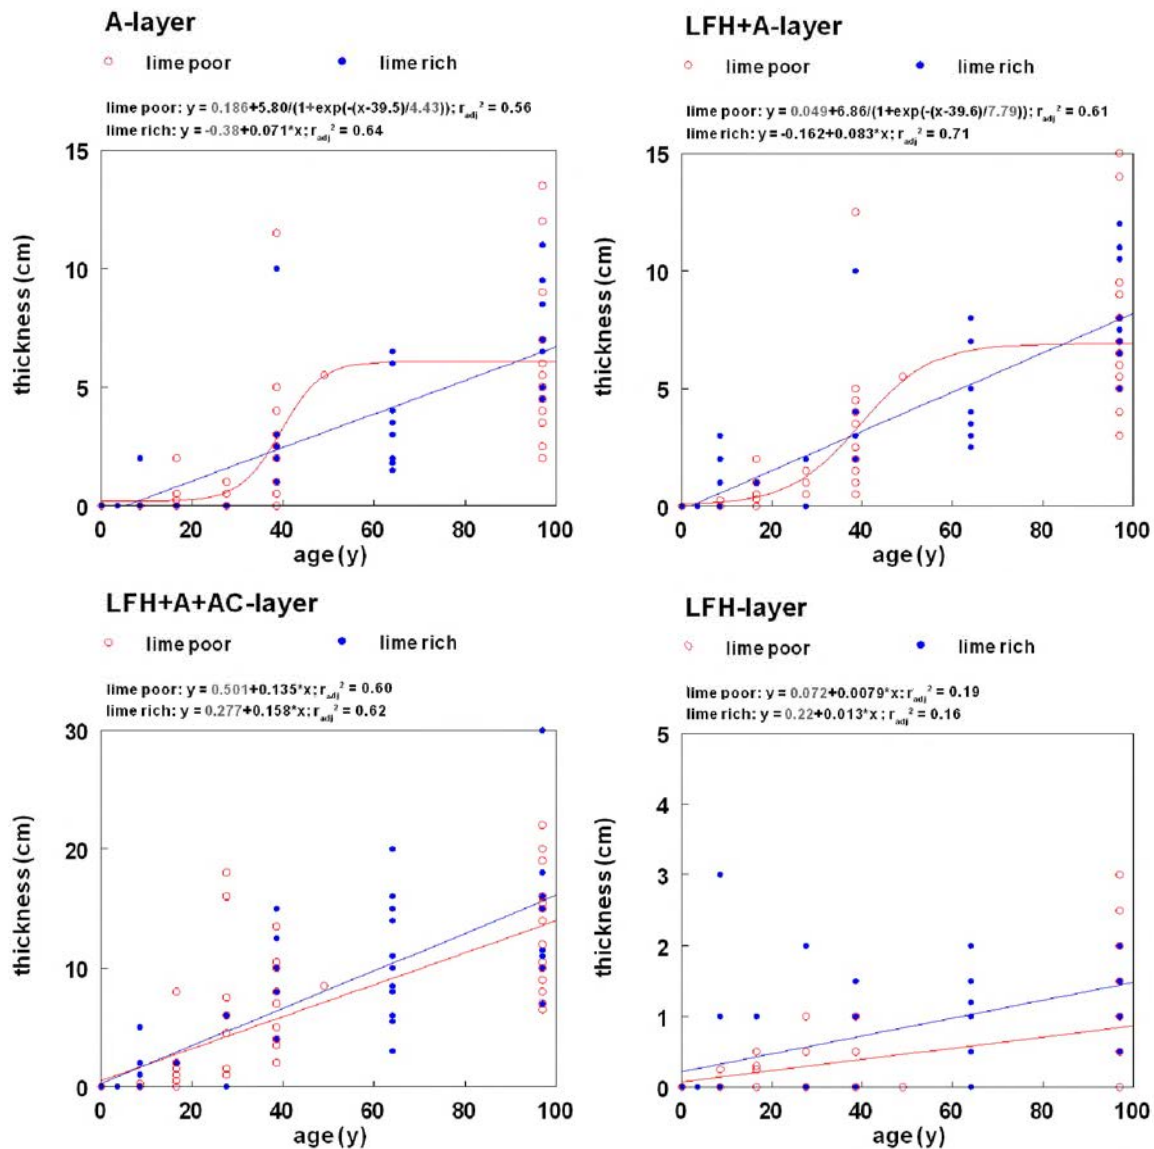 A-layer
lime poor lime rich
lime poor: y = 0.186+5.80/(1+exp(-(x-39.5)/4.43)); r_adj² = 0.56
lime rich: y = -0.38+0.071*x; r_adj² = 0.64
15
10
5
0
thickness (cm)
0 20 40 60 80 100
age (y)
LFH+A-layer
lime poor lime rich
lime poor: y = 0.049+6.86/(1+exp(-(x-39.6)/7.79)); r_adj² = 0.61
lime rich: y = -0.162+0.083*x; r_adj² = 0.71
15
10
5
0
thickness (cm)
0 20 40 60 80 100
age (y)
LFH+A+AC-layer
lime poor lime rich
lime poor: y = 0.501+0.135*x; r_adj² = 0.60
lime rich: y = 0.277+0.158*x; r_adj² = 0.62
30
20
10
0
thickness (cm)
0 20 40 60 80 100
age (y)
LFH-layer
lime poor lime rich
lime poor: y = 0.072+0.0079*x; r_adj² = 0.19
lime rich: y = 0.22+0.013*x; r_adj² = 0.16
5
4
3
2
1
0
thickness (cm)
0 20 40 60 80 100
age (y)